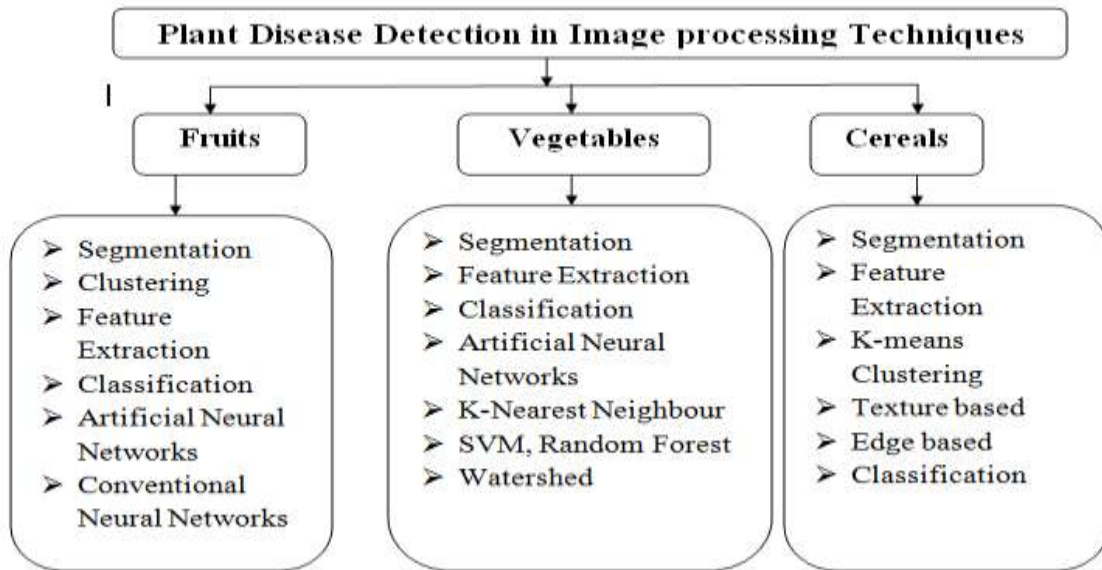 Plant Disease Detection in Image processing Techniques
Fruits
Vegetables
Cereals
➢ Segmentation
➢ Clustering
➢ Feature
Extraction
➢ Classification
➢ Artificial Neural
Networks
➢ Conventional
Neural Networks
➢ Segmentation
➢ Feature Extraction
➢ Classification
➢ Artificial Neural
Networks
➢ K-Nearest Neighbour
➢ SVM, Random Forest
➢ Watershed
➢ Segmentation
➢ Feature
Extraction
➢ K-means
Clustering
➢ Texture based
➢ Edge based
➢ Classification